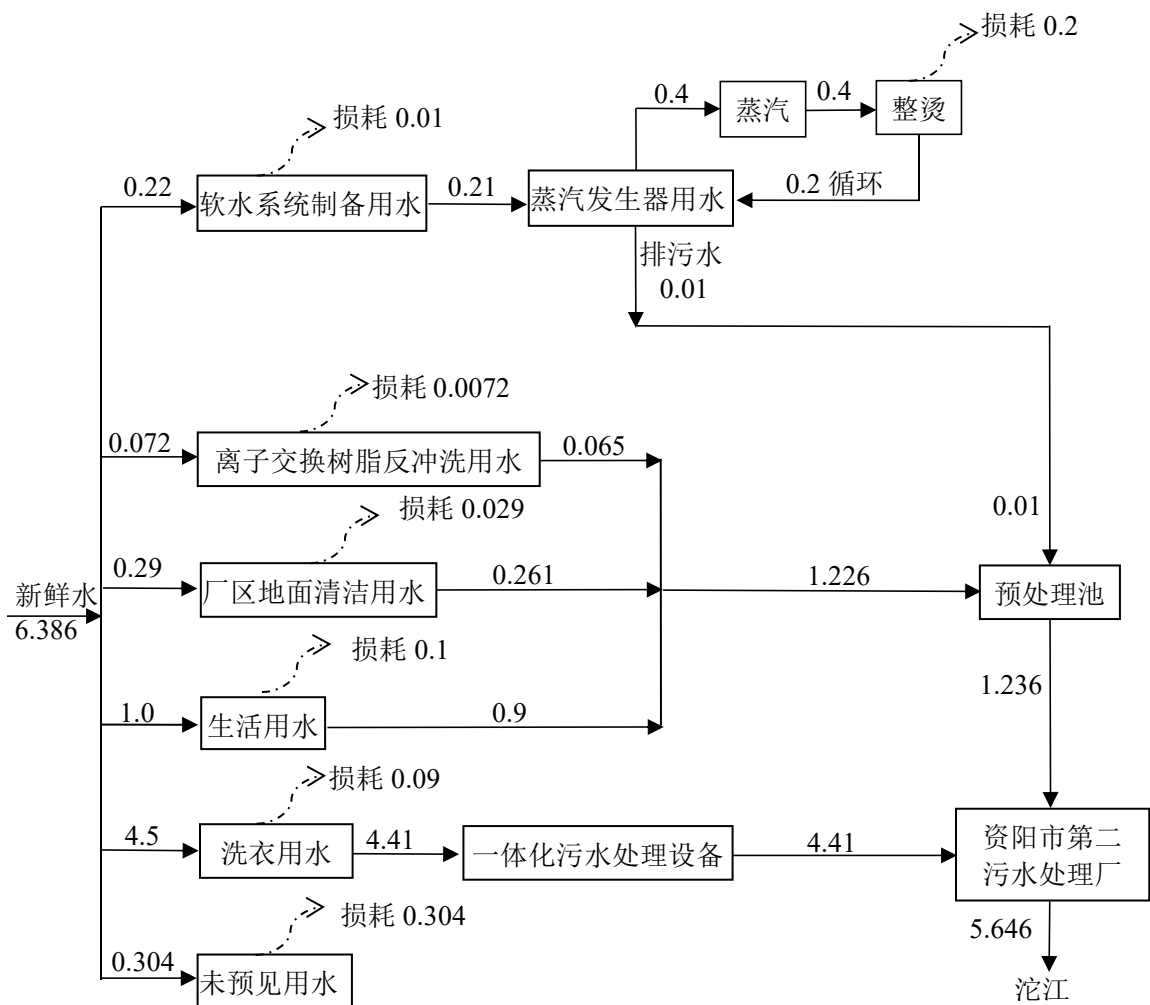 损耗 0.2
0.4
蒸汽
0.4
整烫
损耗 0.01
0.22
软水系统制备用水
0.21
蒸汽发生器用水
0.2 循环
排污水
0.01
损耗 0.0072
0.072
离子交换树脂反冲洗用水
0.065
损耗 0.029
0.01
0.29
厂区地面清洁用水
0.261
1.226
预处理池
新鲜水
6.386
损耗 0.1
1.0
生活用水
0.9
1.236
损耗 0.09
4.5
洗衣用水
4.41
一体化污水处理设备
4.41
资阳市第二
污水处理厂
损耗 0.304
0.304
未预见用水
5.646
沱江